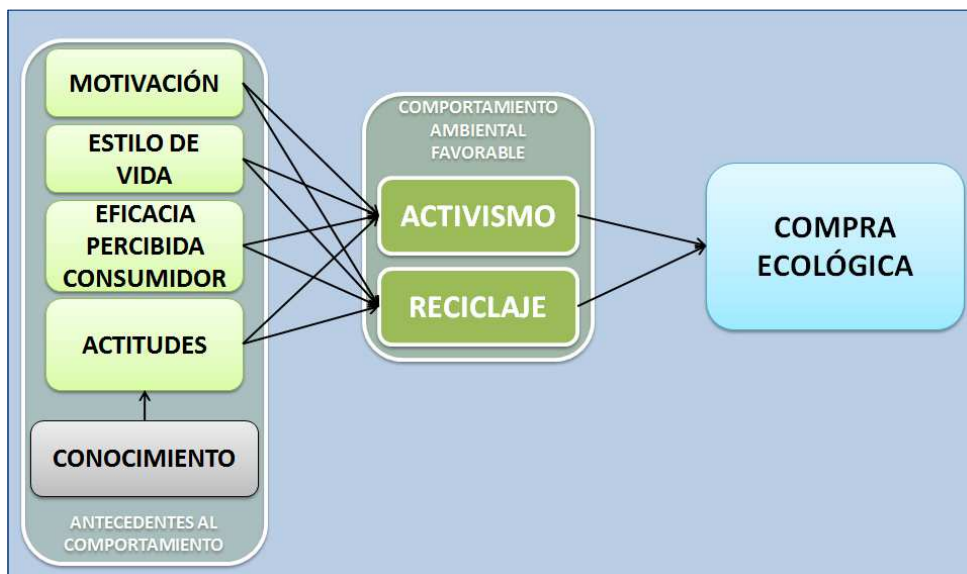 MOTIVACIÓN
ESTILO DE
VIDA
EFICACIA
PERCIBIDA
CONSUMIDOR
ACTITUDES
CONOCIMIENTO
ANTECEDENTES AL
COMPORTAMIENTO
COMPORTAMIENTO
AMBIENTAL
FAVORABLE
ACTIVISMO
RECICLAJE
COMPRA
ECOLÓGICA